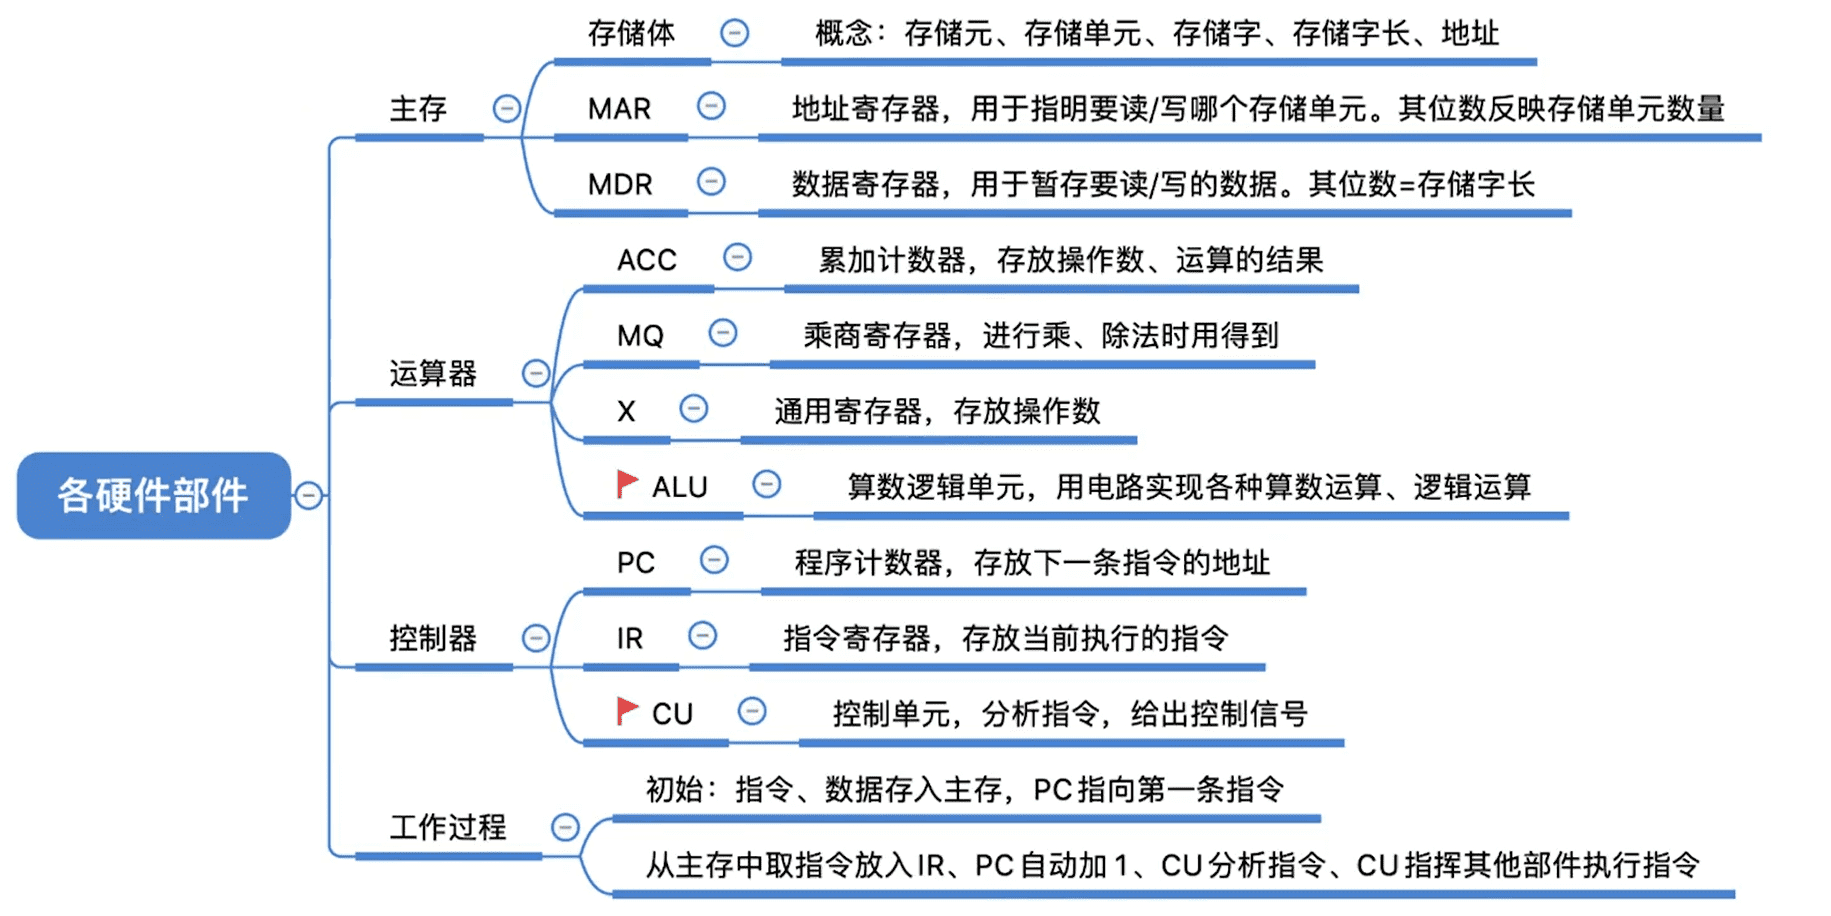 各硬件部件
主存
存储体
概念：存储元、存储单元、存储字、存储字长、地址
MAR
地址寄存器，用于指明要读/写哪个存储单元。其位数反映存储单元数量
MDR
数据寄存器，用于暂存要读/写的数据。其位数=存储字长
运算器
ACC
累加计数器，存放操作数、运算的结果
MQ
乘商寄存器，进行乘、除法时用得到
X
通用寄存器，存放操作数
ALU
算数逻辑单元，用电路实现各种算数运算、逻辑运算
控制器
PC
程序计数器，存放下一条指令的地址
IR
指令寄存器，存放当前执行的指令
CU
控制单元，分析指令，给出控制信号
工作过程
初始：指令、数据存入主存，PC指向第一条指令
从主存中取指令放入IR、PC自动加1、CU分析指令、CU指挥其他部件执行指令